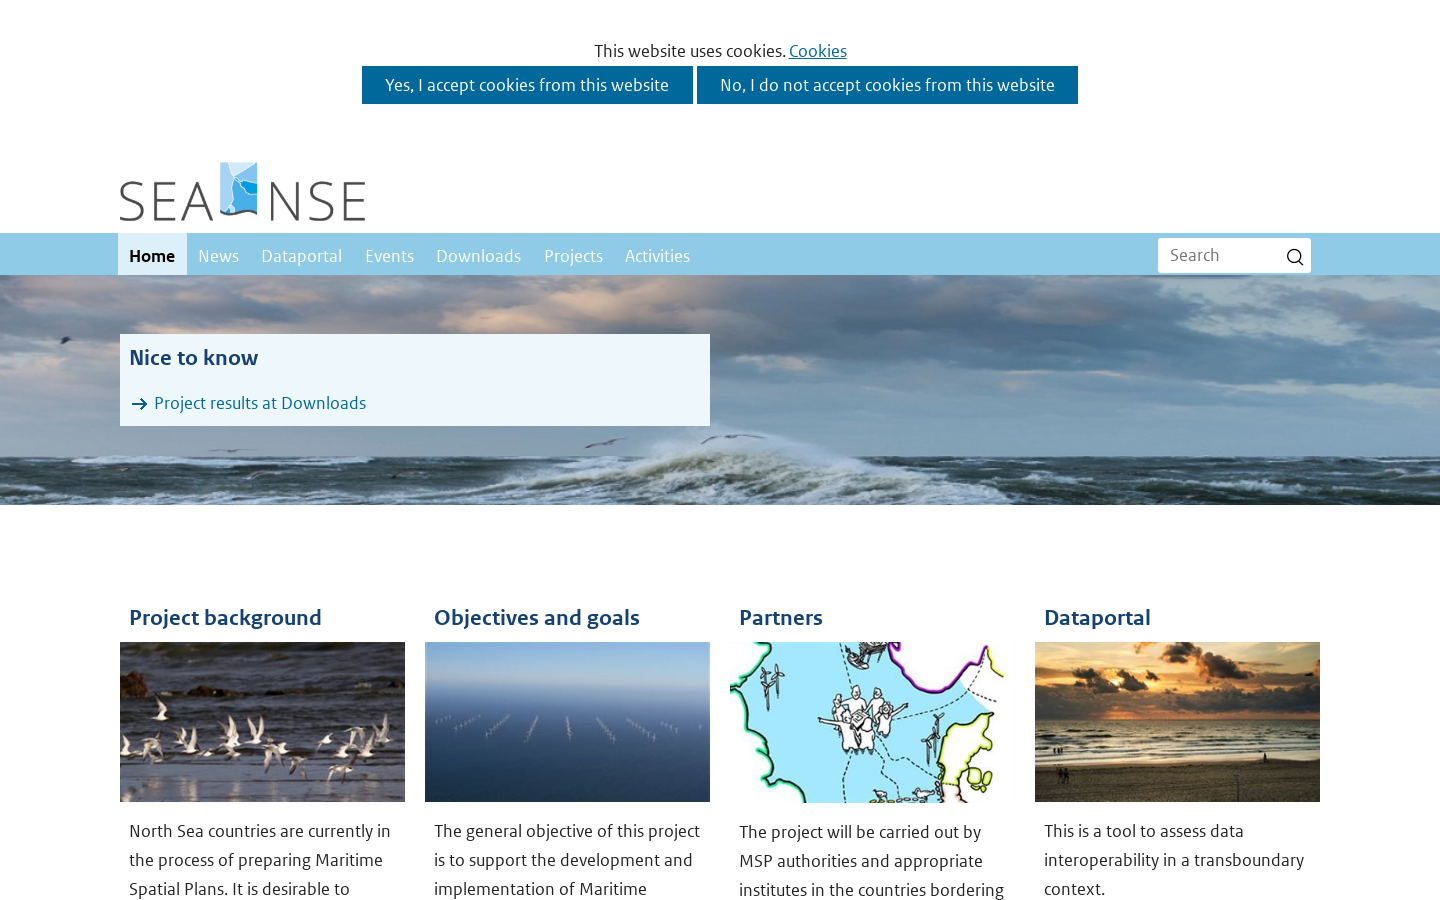 This website uses cookies. Cookies
Yes, I accept cookies from this website
No, I do not accept cookies from this website
SEA NSE
Home
News
Dataportal
Events
Downloads
Projects
Activities
Search
Nice to know
Project results at Downloads
Project background
North Sea countries are currently in
the process of preparing Maritime
Spatial Plans. It is desirable to
Objectives and goals
The general objective of this project
is to support the development and
implementation of Maritime
Partners
The project will be carried out by
MSP authorities and appropriate
institutes in the countries bordering
Dataportal
This is a tool to assess data
interoperability in a transboundary
context.